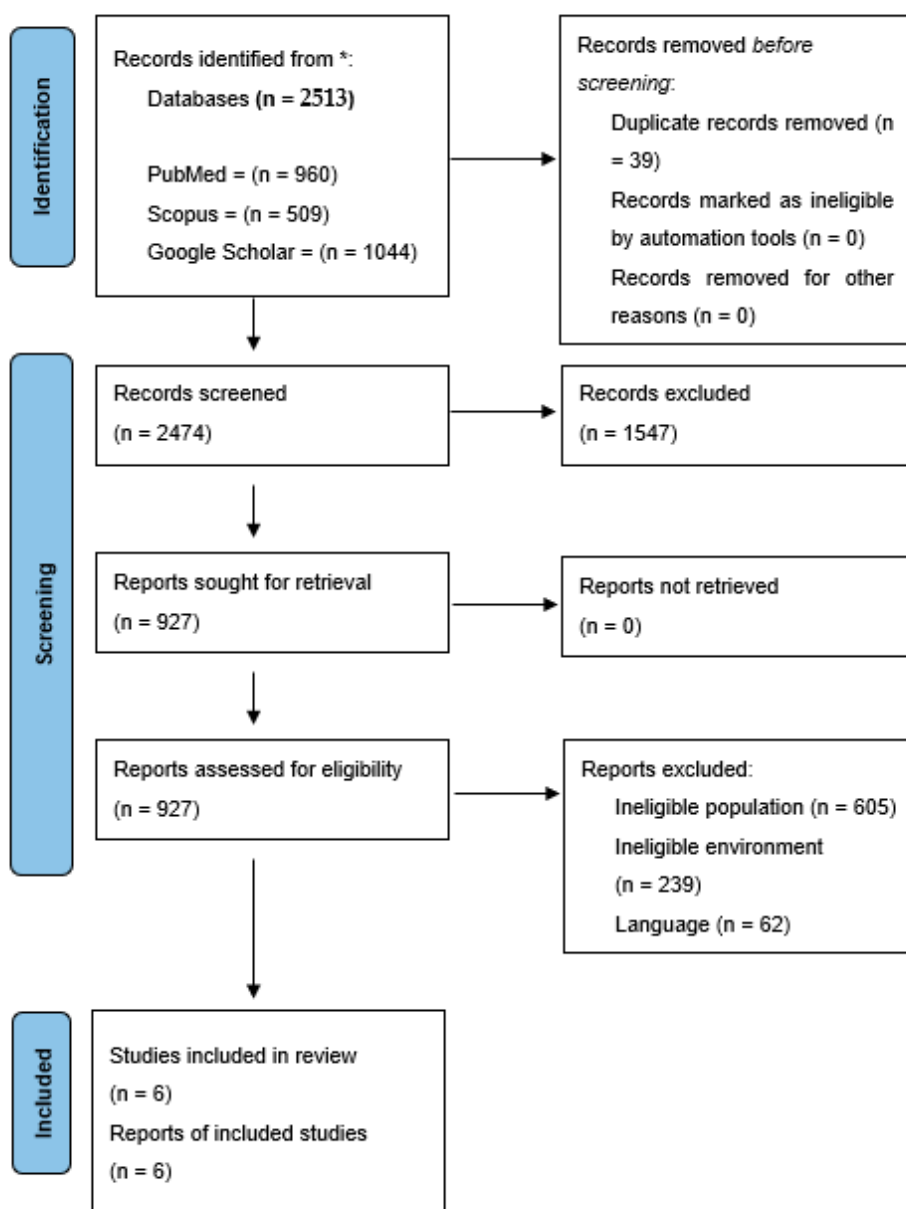 Identification
Records identified from *:
Databases (n = 2513)
PubMed = (n = 960)
Scopus = (n = 509)
Google Scholar = (n = 1044)
Records removed before
screening:
Duplicate records removed (n
= 39)
Records marked as ineligible
by automation tools (n = 0)
Records removed for other
reasons (n = 0)
Screening
Records screened
(n = 2474)
Records excluded
(n = 1547)
Reports sought for retrieval
(n = 927)
Reports not retrieved
(n = 0)
Reports assessed for eligibility
(n = 927)
Reports excluded:
Ineligible population (n = 605)
Ineligible environment
(n = 239)
Language (n = 62)
Included
Studies included in review
(n = 6)
Reports of included studies
(n = 6)